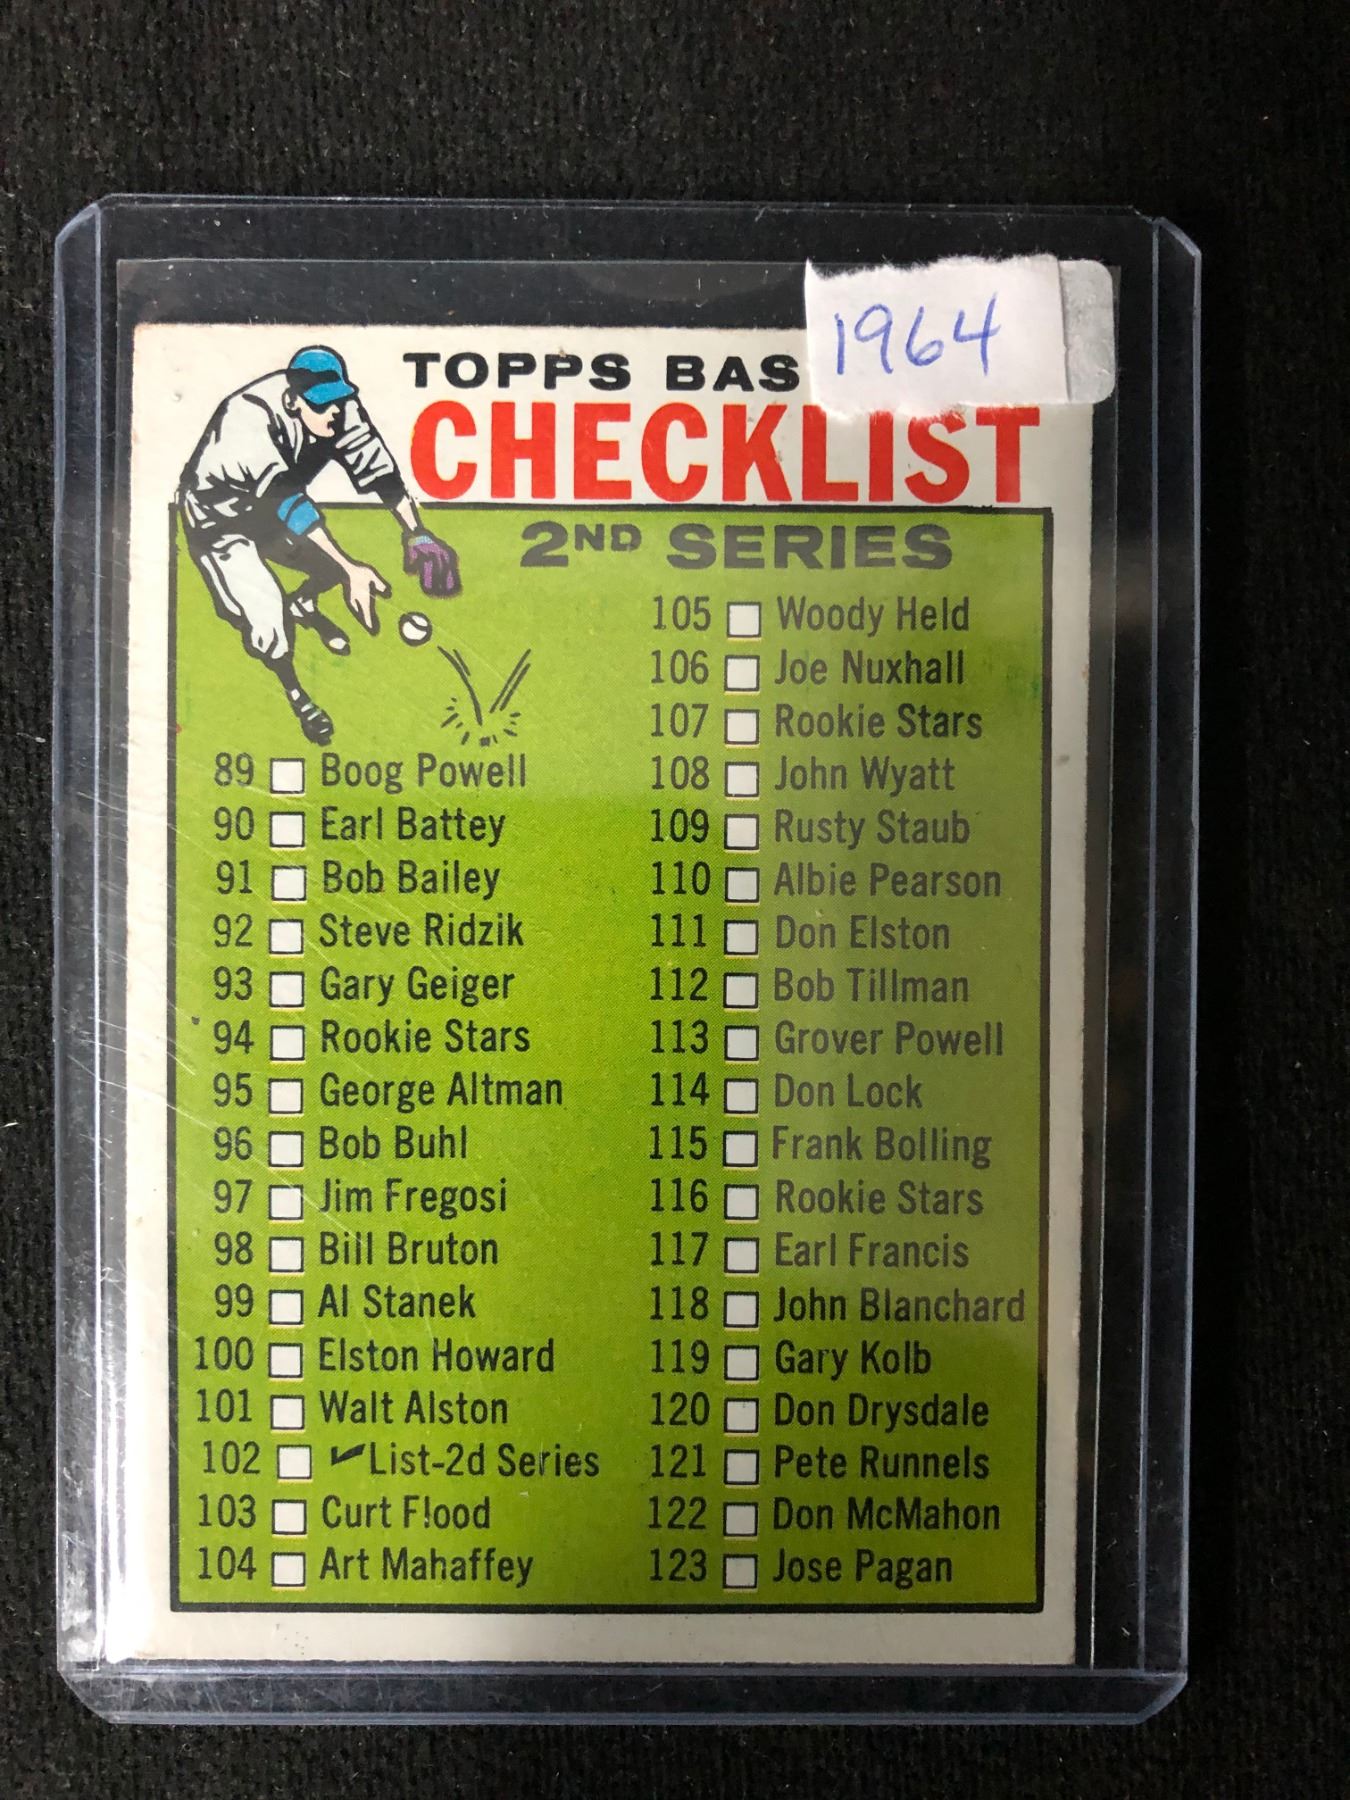 1964
TOPPS BAS
CHECKLIST
2ND SERIES
89 Boog Powell
90 Earl Battey
91 Bob Bailey
92 Steve Ridzik
93 Gary Geiger
94 Rookie Stars
95 George Altman
96 Bob Buhl
97 Jim Fregosi
98 Bill Bruton
99 Al Stanek
100 Elston Howard
101 Walt Alston
102 ✓List-2d Series
103 Curt Flood
104 Art Mahaffey
105 Woody Held
106 Joe Nuxhall
107 Rookie Stars
108 John Wyatt
109 Rusty Staub
110 Albie Pearson
111 Don Elston
112 Bob Tillman
113 Grover Powell
114 Don Lock
115 Frank Bolling
116 Rookie Stars
117 Earl Francis
118 John Blanchard
119 Gary Kolb
120 Don Drysdale
121 Pete Runnels
122 Don McMahon
123 Jose Pagan